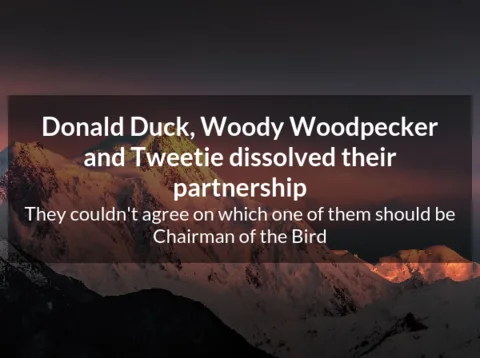 Donald Duck, Woody Woodpecker
and Tweetie dissolved their
partnership
They couldn't agree on which one of them should be
Chairman of the Bird